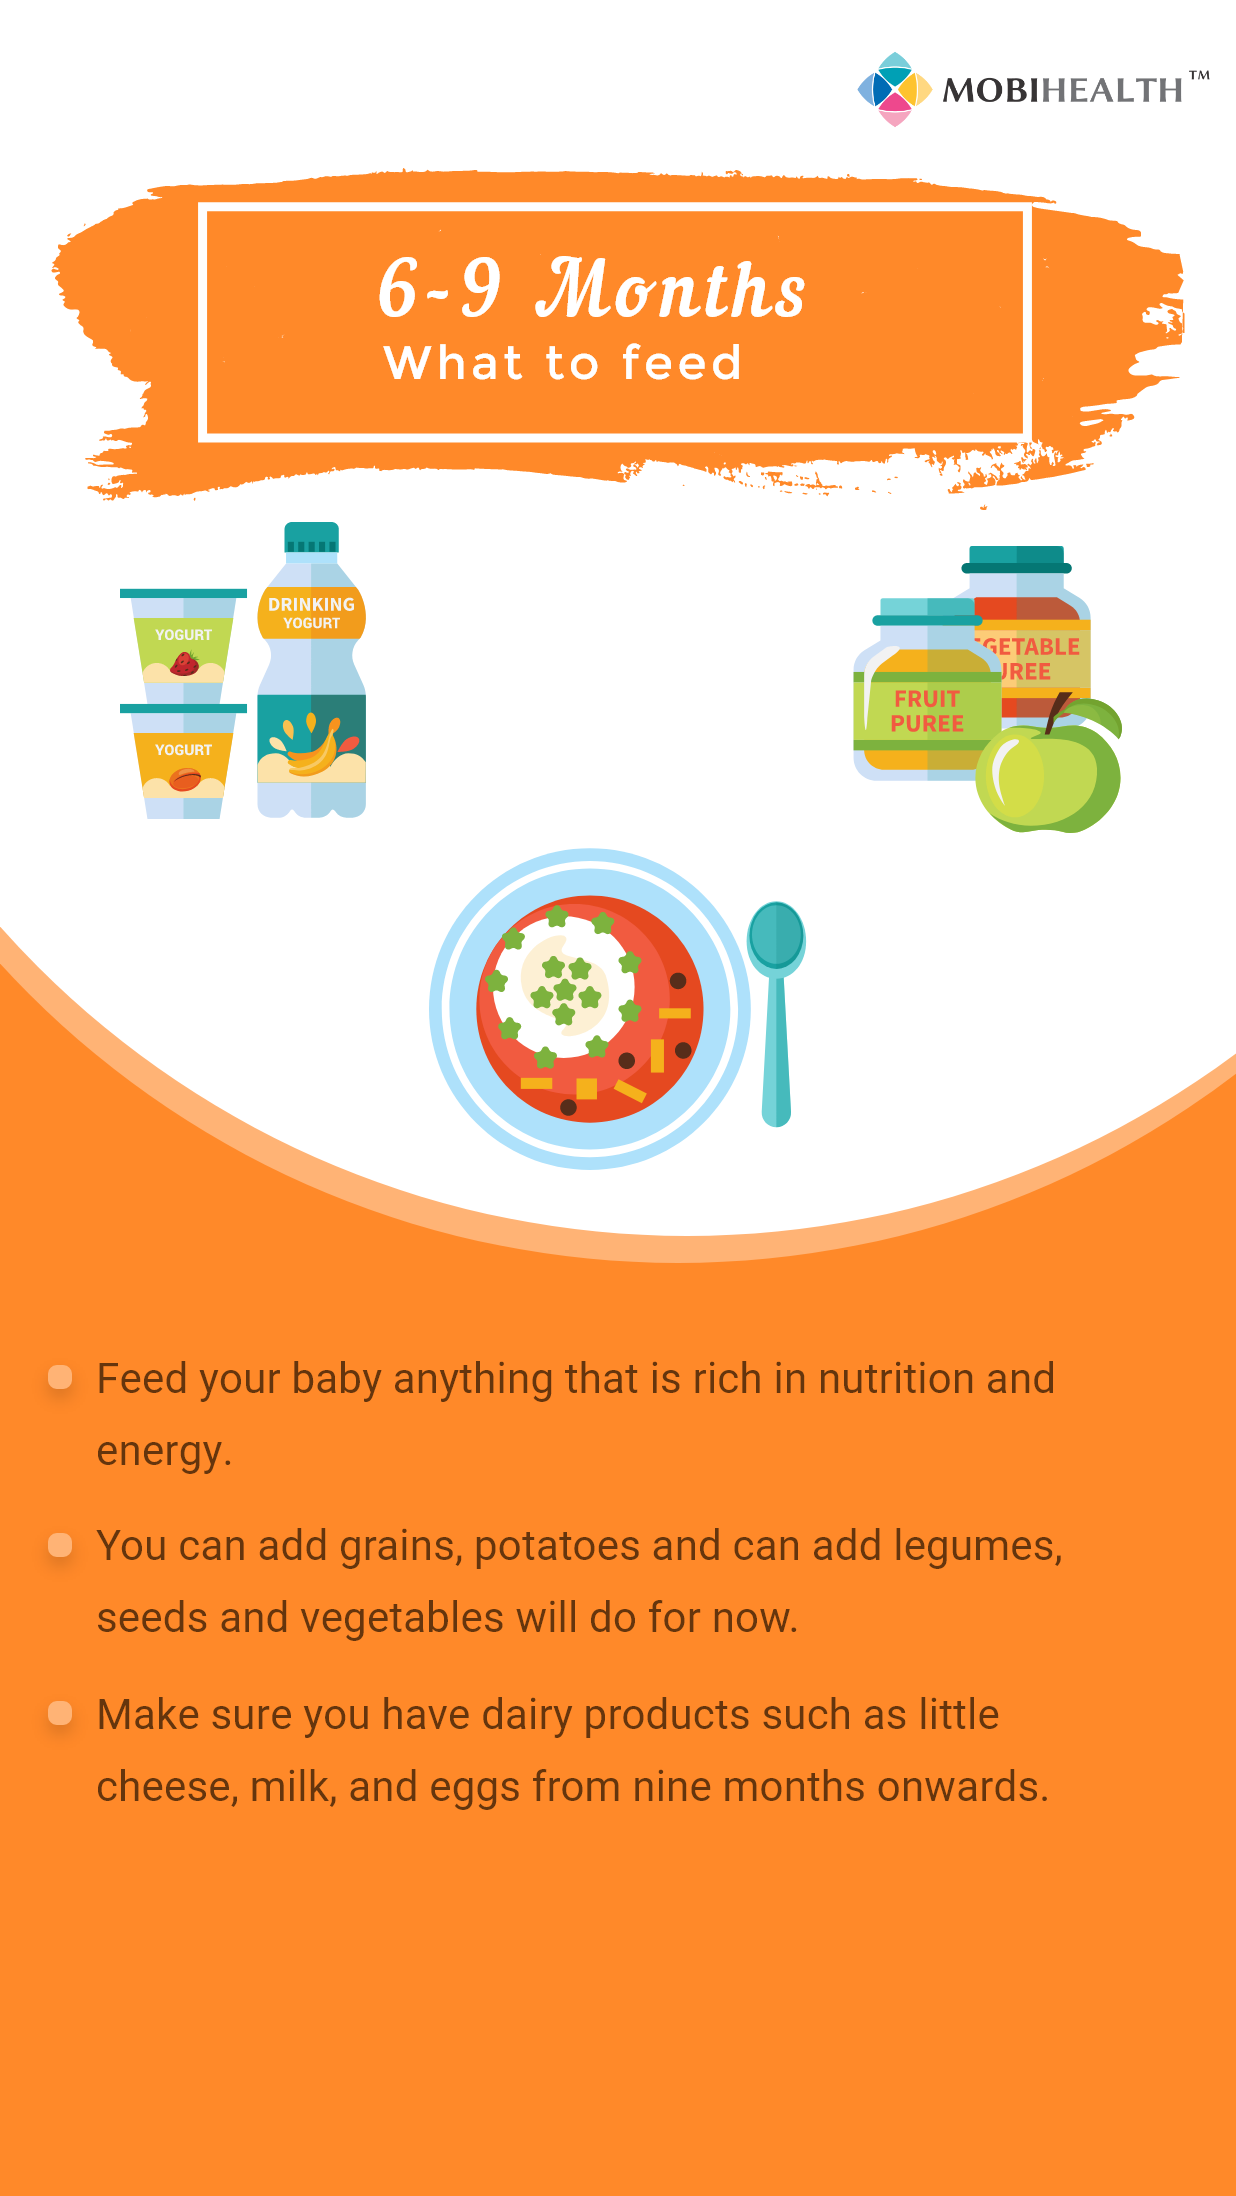 MOBIHEALTH™
6-9 Months
What to feed
DRINKING
YOGURT
YOGURT
YOGURT
EGETABLE
UREE
FRUIT
PUREE
Feed your baby anything that is rich in nutrition and
energy.
You can add grains, potatoes and can add legumes,
seeds and vegetables will do for now.
Make sure you have dairy products such as little
cheese, milk, and eggs from nine months onwards.